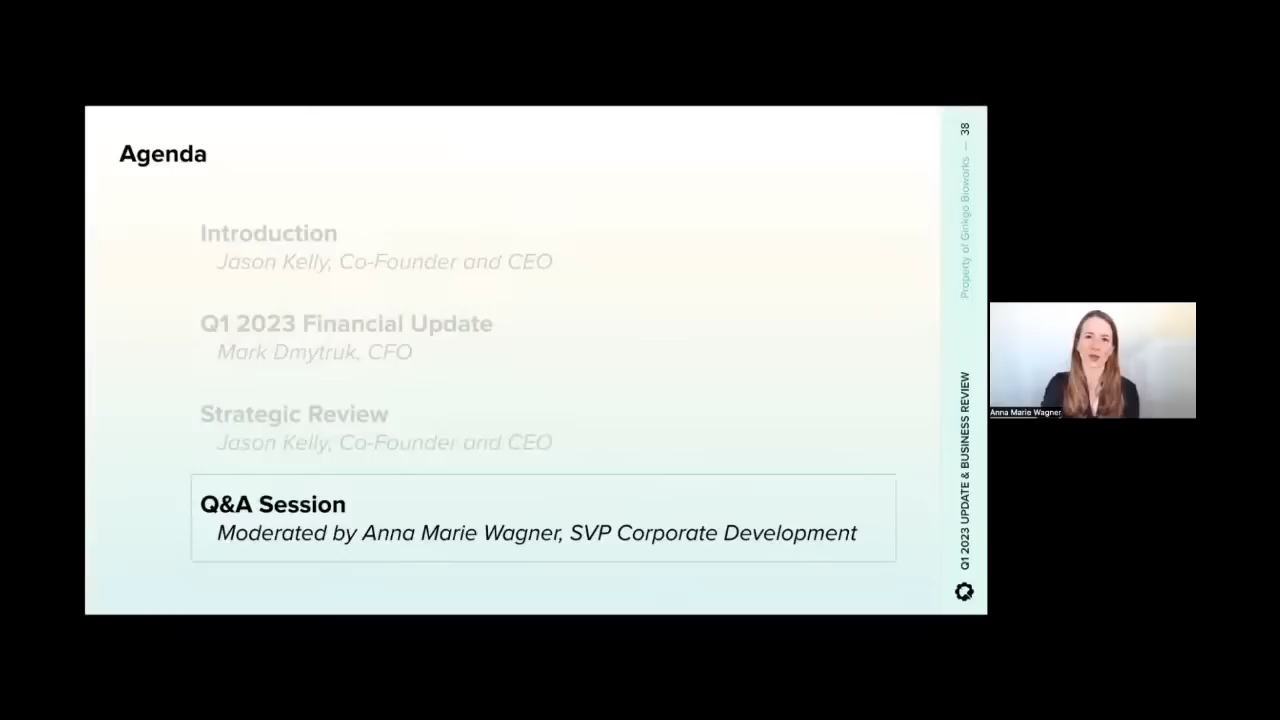 Agenda
Introduction
Jason Kelly, Co-Founder and CEO
Q1 2023 Financial Update
Mark Dmytruk, CFO
Strategic Review
Jason Kelly, Co-Founder and CEO
Q&A Session
Moderated by Anna Marie Wagner, SVP Corporate Development
Property of Ginkgo Bioworks — 38
Q1 2023 UPDATE & BUSINESS REVIEW
Anna Marie Wagner